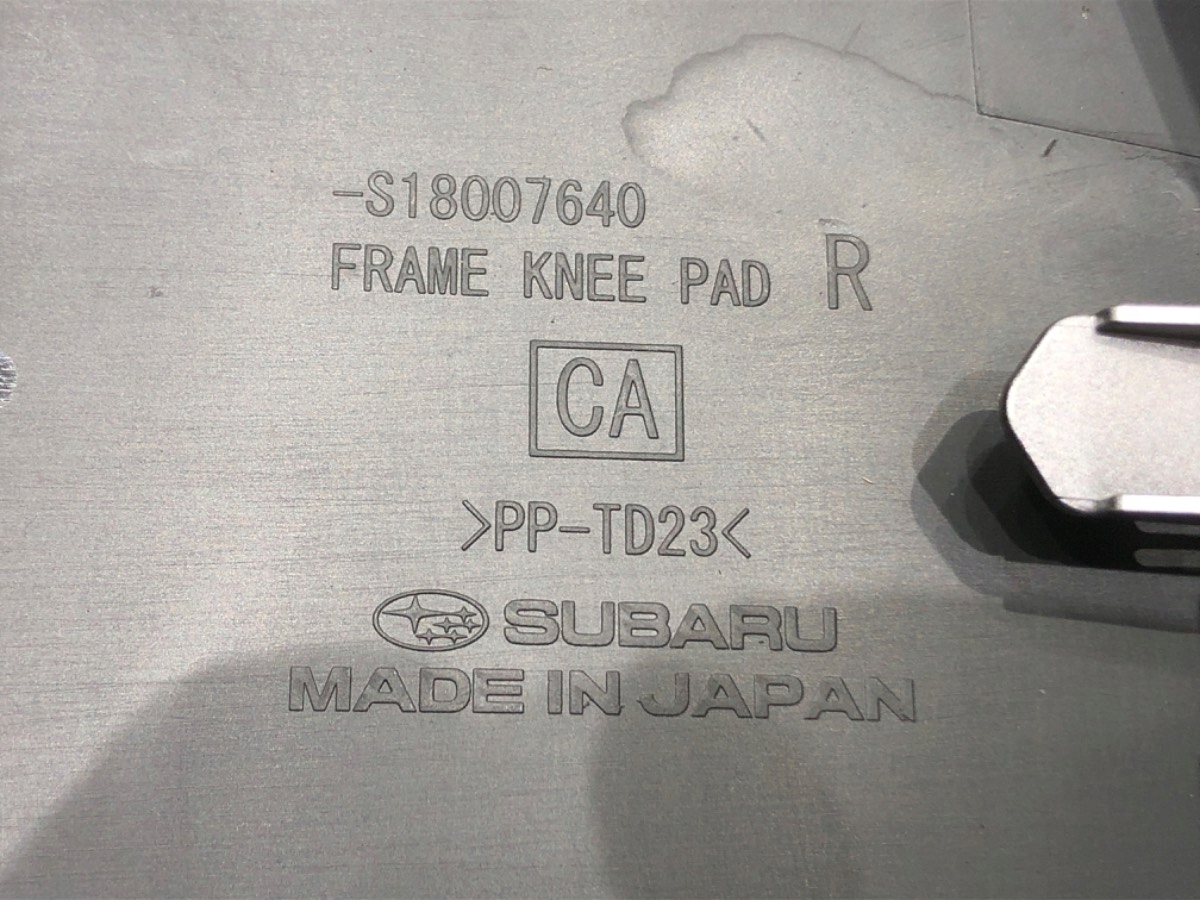 -S18007640
FRAME KNEE PAD R
CA
>PP-TD23<
SUBARU
MADE IN JAPAN